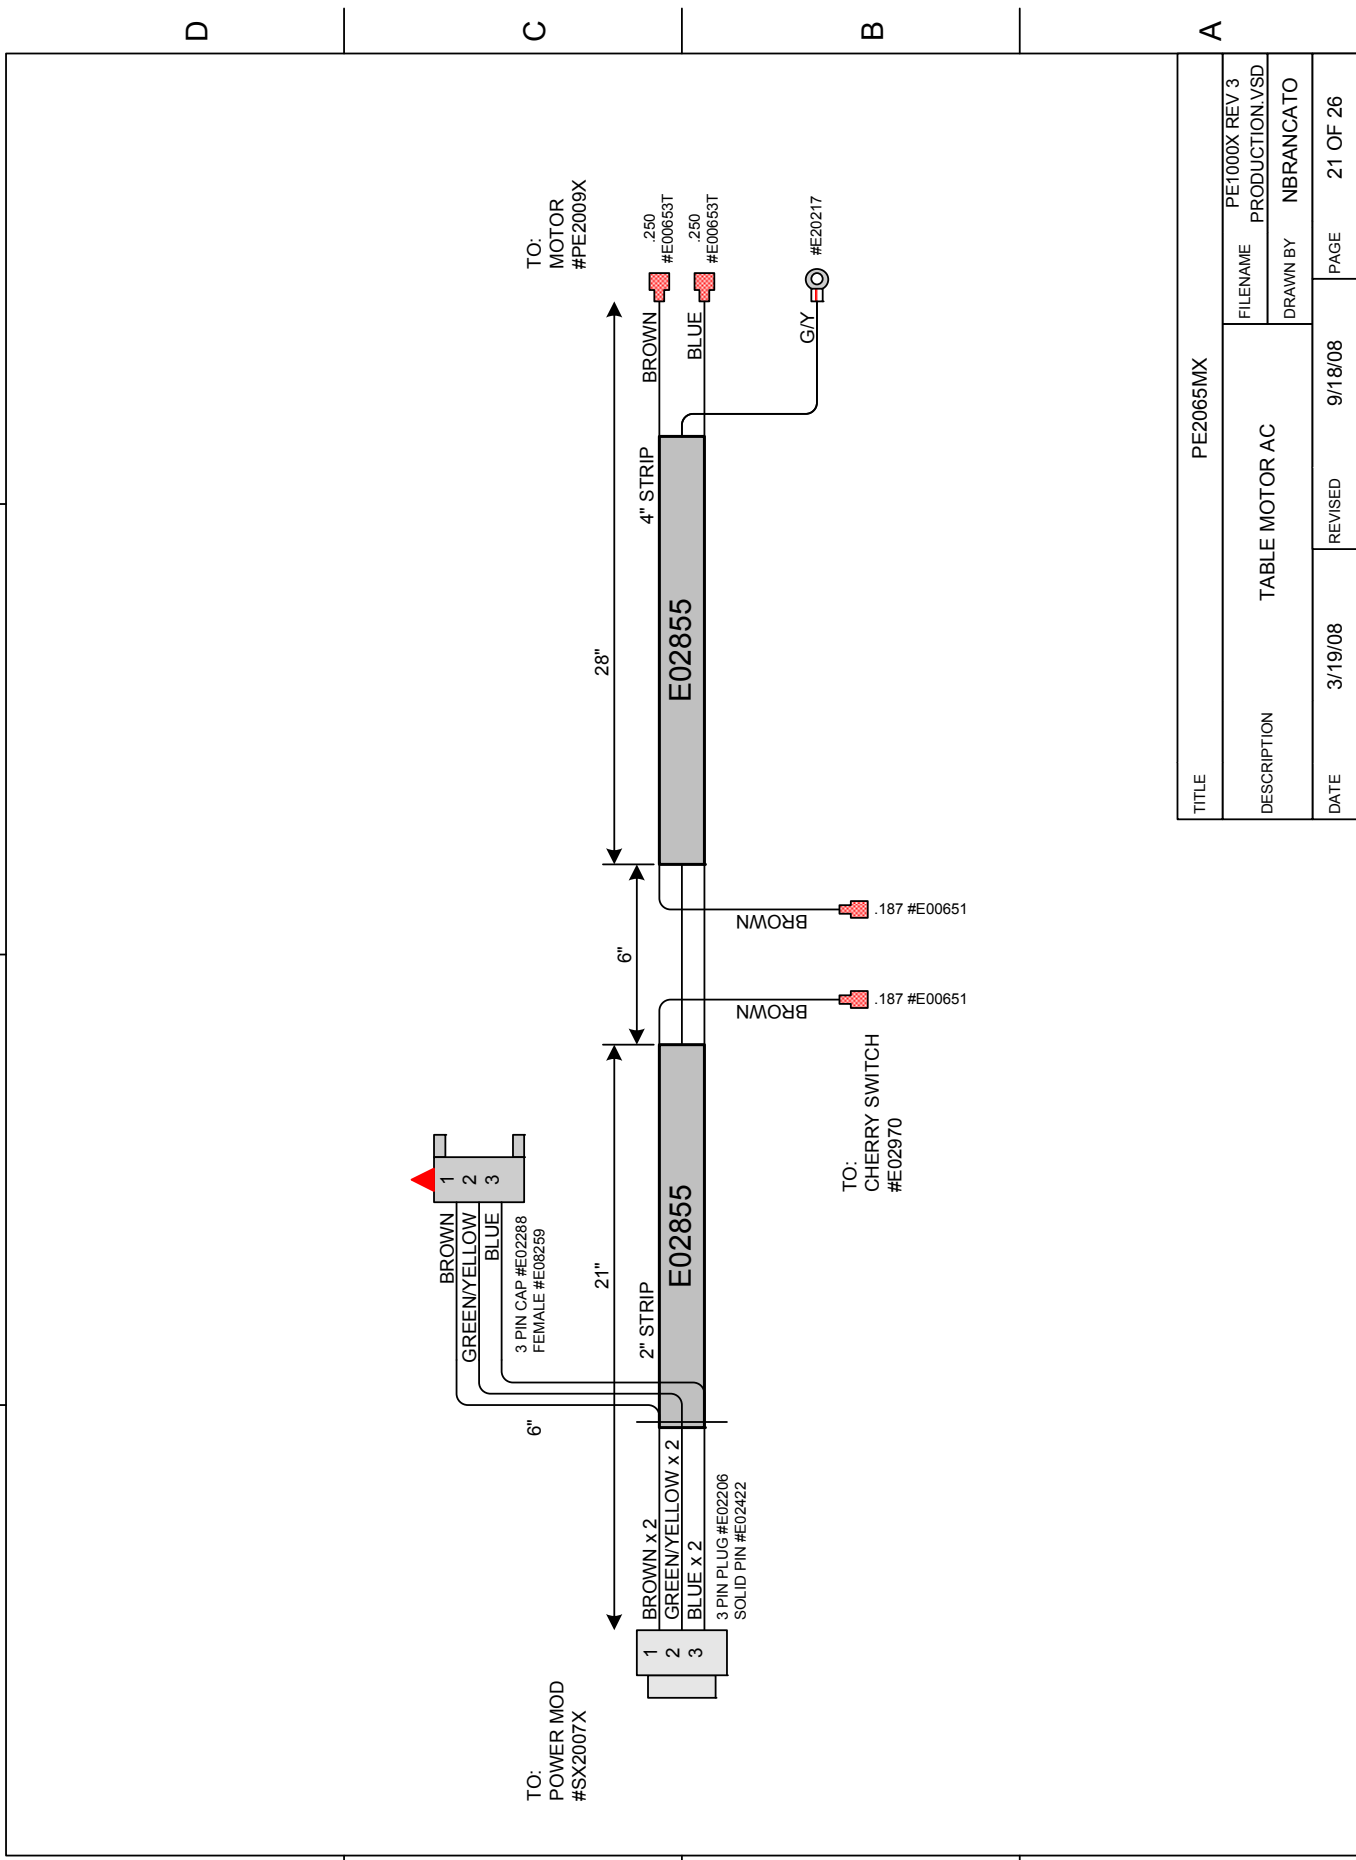 D
C
B
A
TO:
POWER MOD
#SX2007X
1
2
3
BROWN x 2
GREEN/YELLOW x 2
BLUE x 2
3 PIN PLUG #E02206
SOLID PIN #E02422
6"
BROWN
GREEN/YELLOW
BLUE
1
2
3
3 PIN CAP #E02288
FEMALE #E08259
21"
2" STRIP
E02855
6"
BROWN
.187 #E00651
BROWN
.187 #E00651
TO:
CHERRY SWITCH
#E02970
28"
4" STRIP
E02855
TO:
MOTOR
#PE2009X
BROWN
.250
#E00653T
BLUE
.250
#E00653T
G/Y
#E20217
TITLE
PE2065MX
DESCRIPTION
TABLE MOTOR AC
FILENAME
PE1000X REV 3
PRODUCTION.VSD
DRAWN BY
NBRANCATO
DATE
3/19/08
REVISED
9/18/08
PAGE
21 OF 26